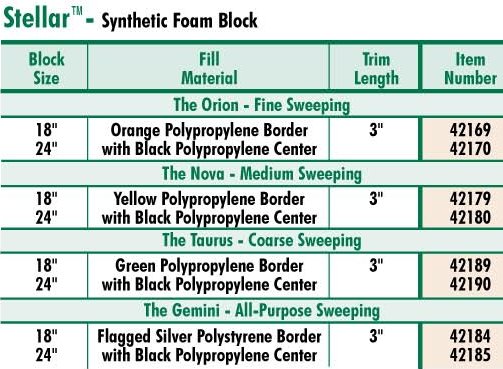 Stellar™- Synthetic Foam Block
Block Fill Trim Item
Size Material Length Number
The Orion - Fine Sweeping
18" Orange Polypropylene Border 3" 42169
24" with Black Polypropylene Center 42170
The Nova - Medium Sweeping
18" Yellow Polypropylene Border 3" 42179
24" with Black Polypropylene Center 42180
The Taurus - Coarse Sweeping
18" Green Polypropylene Border 3" 42189
24" with Black Polypropylene Center 42190
The Gemini - All-Purpose Sweeping
18" Flagged Silver Polystyrene Border 3" 42184
24" with Black Polypropylene Center 42185